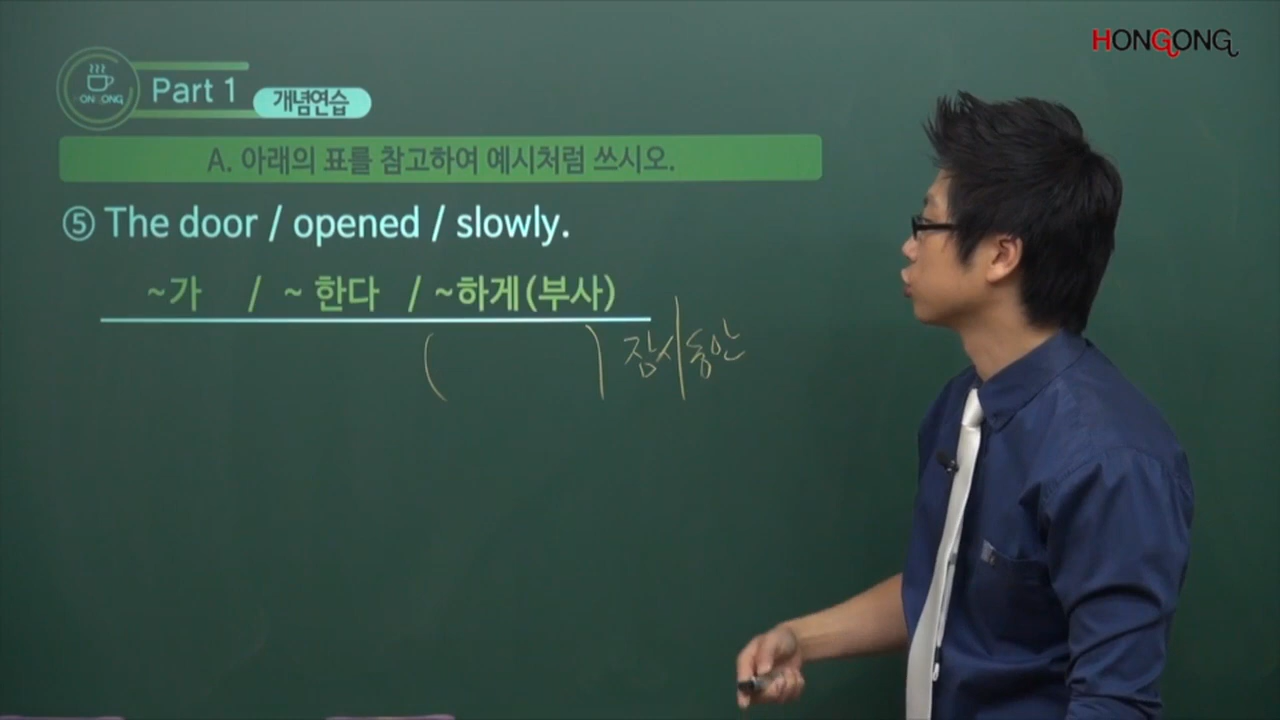 HONGONG
Part 1
개념연습
A. 아래의 표를 참고하여 예시처럼 쓰시오.
⑤ The door / opened / slowly.
~가 / ~ 한다 / ~하게(부사)
( ) 잠시|동안